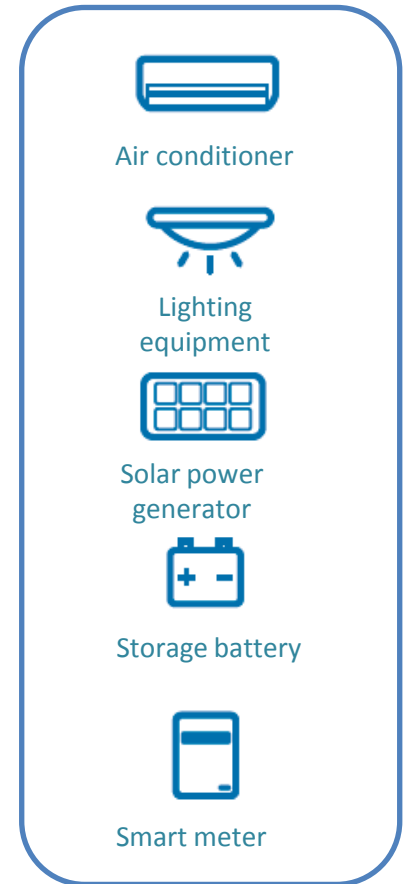 Air conditioner
Lighting
equipment
Solar power
generator
+ -
Storage battery
Smart meter